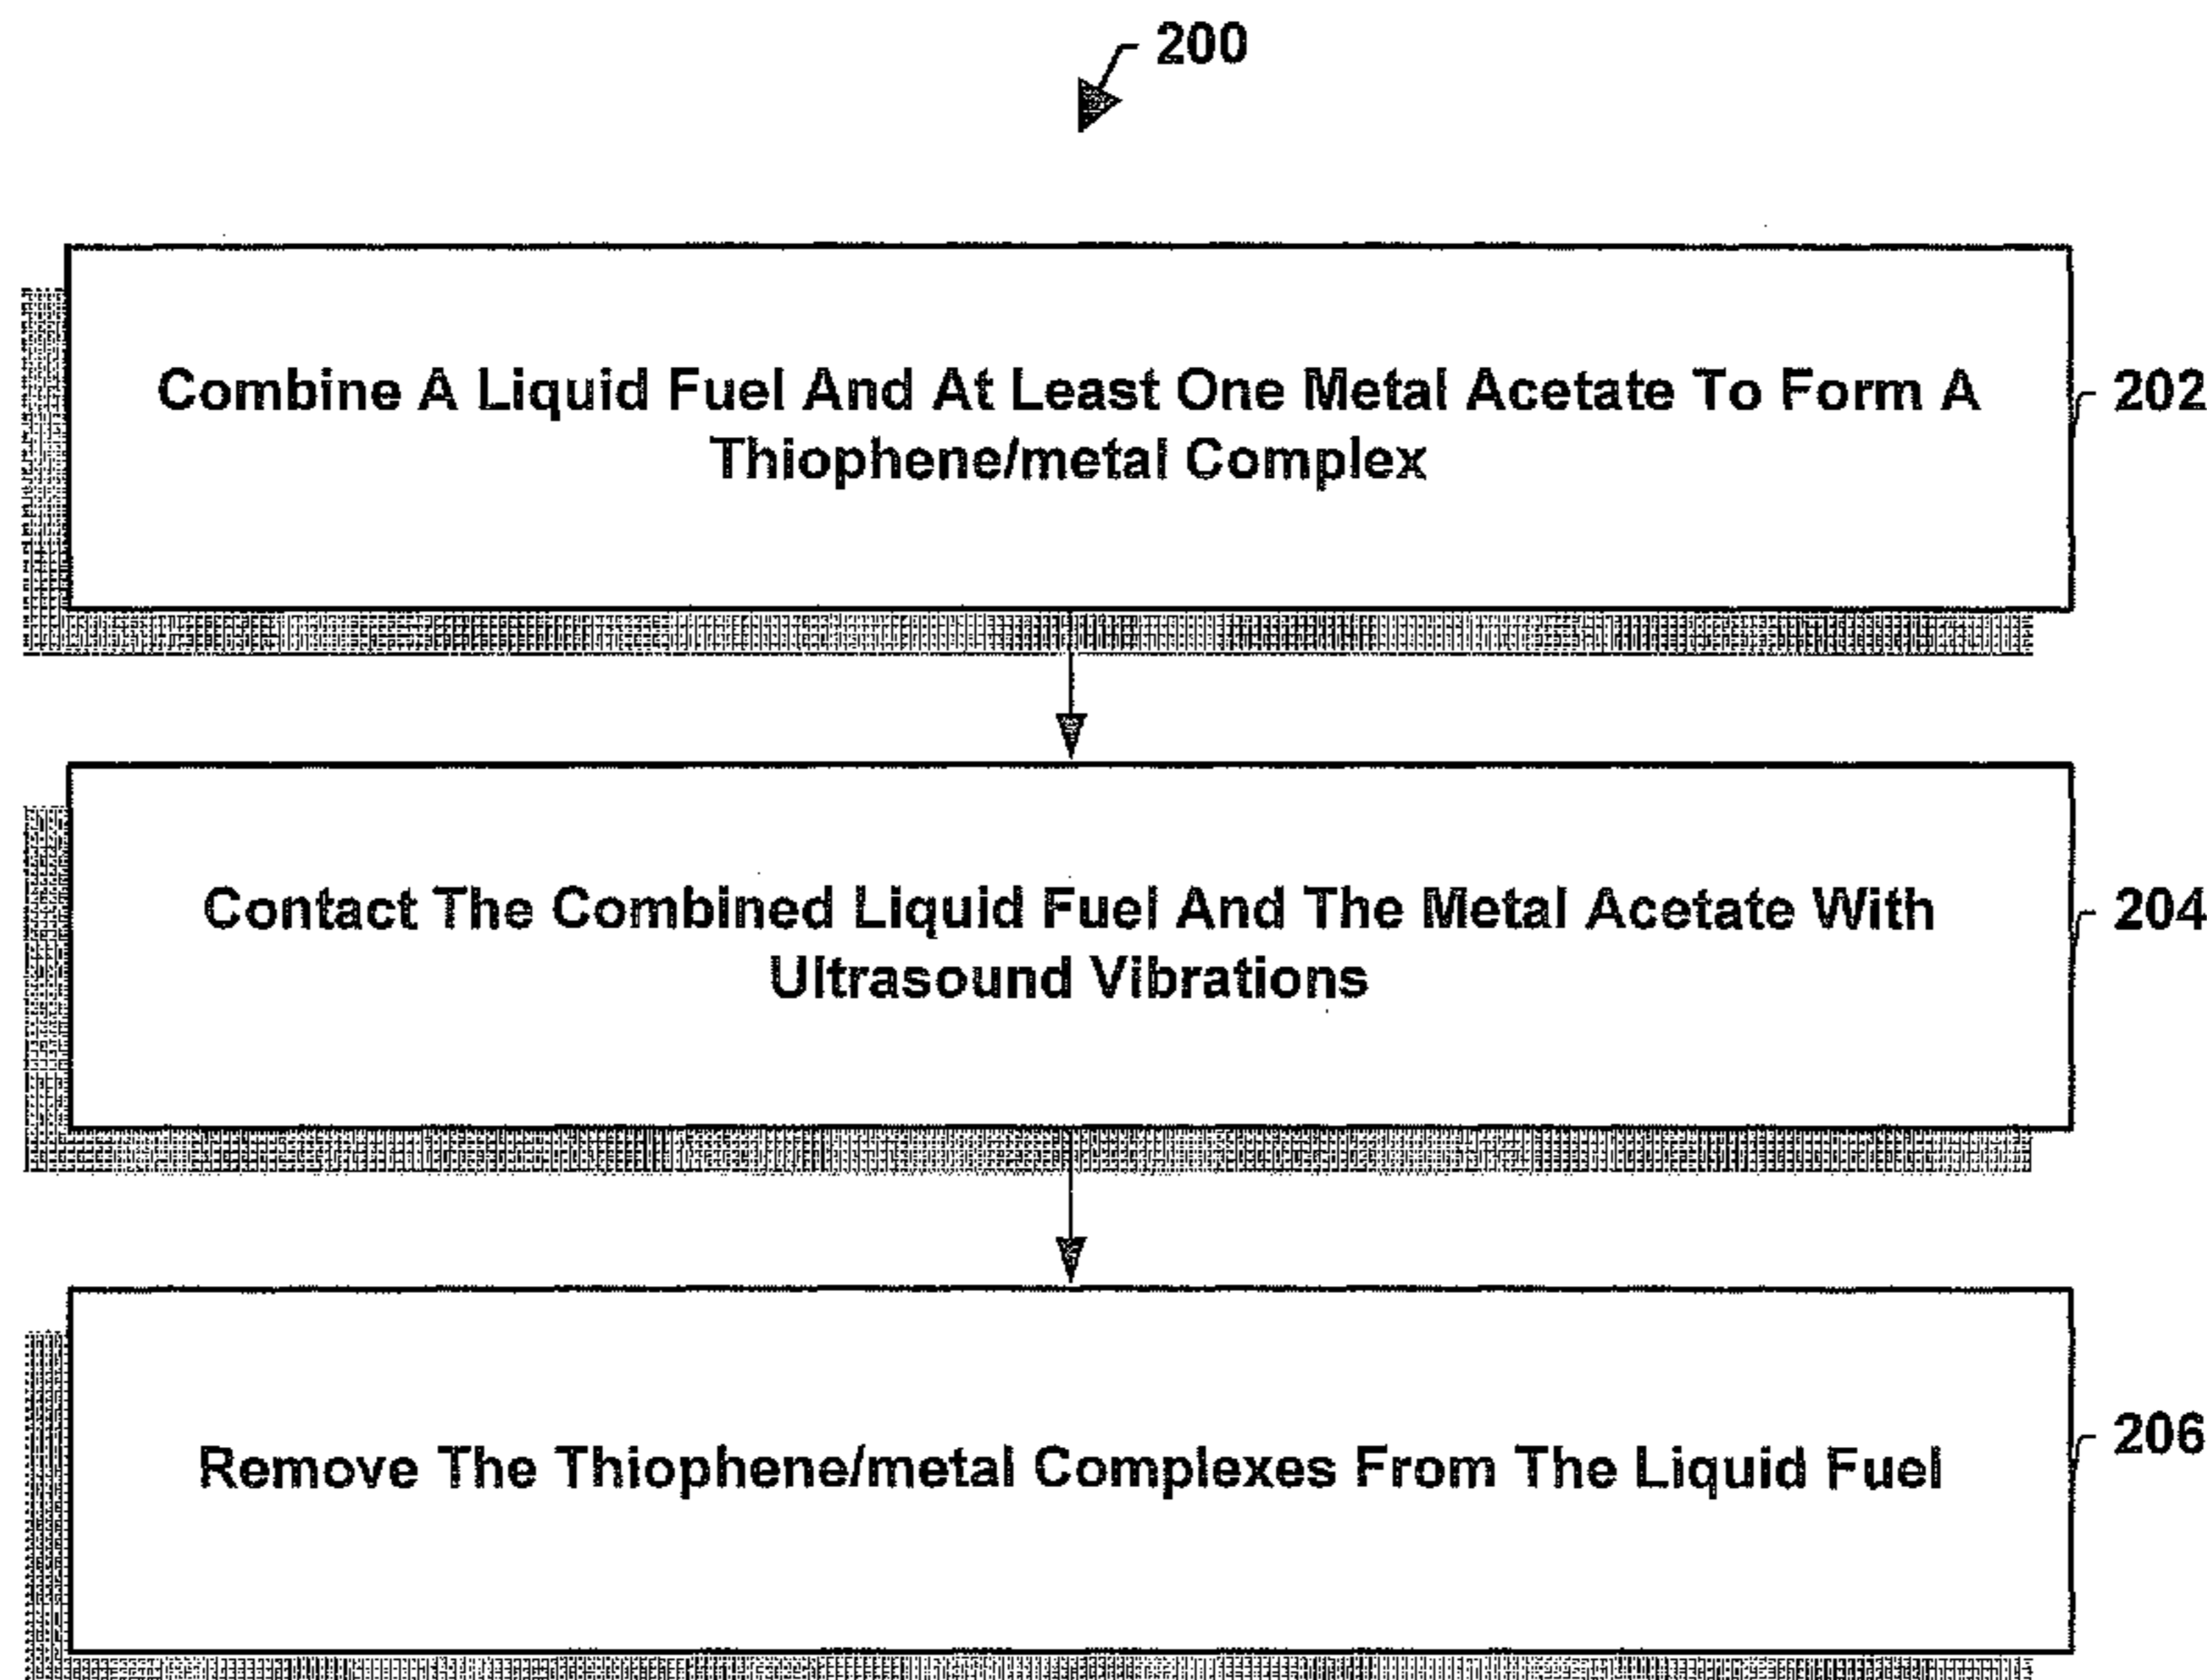 200
Combine A Liquid Fuel And At Least One Metal Acetate To Form A
Thiophene/metal Complex
202
Contact The Combined Liquid Fuel And The Metal Acetate With
Ultrasound Vibrations
204
Remove The Thiophene/metal Complexes From The Liquid Fuel
206